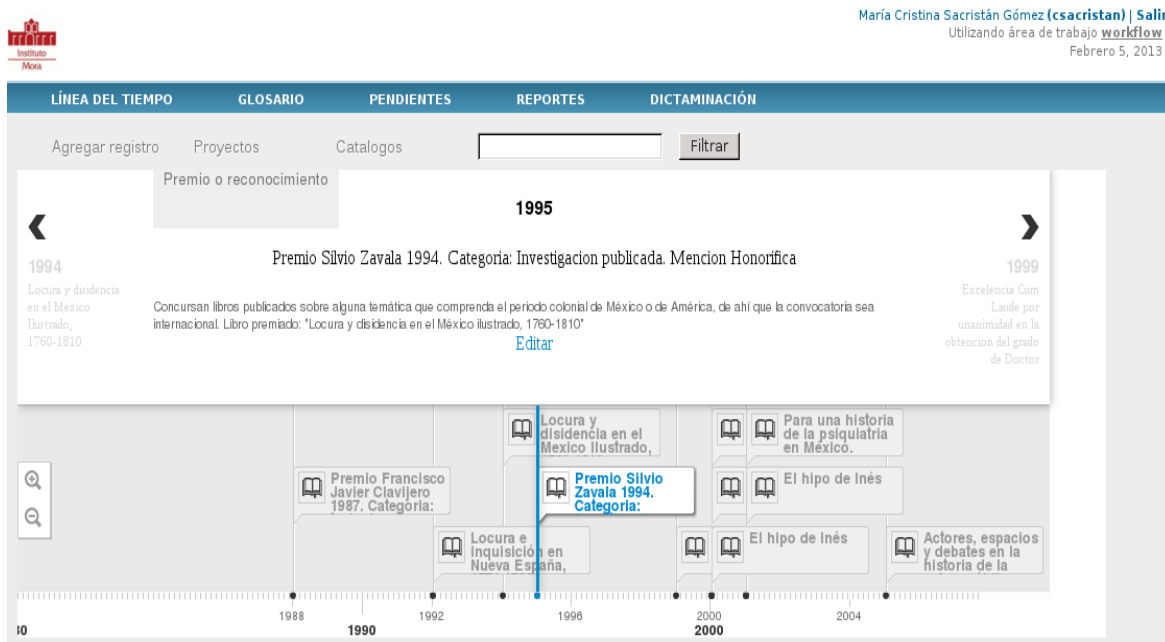 María Cristina Sacristán Gómez (csacristan) | Salir
Utilizando área de trabajo workflow
Febrero 5, 2013
Instituto
Mora
LÍNEA DEL TIEMPO GLOSARIO PENDIENTES REPORTES DICTAMINACIÓN
Agregar registro Proyectos Catalogos Filtrar
Premio o reconocimiento
1995
Premio Silvio Zavala 1994. Categoria: Investigacion publicada. Mencion Honorifica
1994
Locura y disidencia
en el Mexico
Ilustrado,
1760-1810
Concursan libros publicados sobre alguna temática que comprenda el periodo colonial de México o de América, de ahí que la convocatoria sea
internacional. Libro premiado: "Locura y disidencia en el México ilustrado, 1760-1810"
Editar
1999
Excelencia Cum
Laude por
unanimidad en la
obtencion del grado
de Doctor
Locura y
disidencia en el
Mexico Ilustrado,
Para una historia
de la psiquiatria
en México.
Premio Francisco
Javier Clavijero
1987. Categoria:
Premio Silvio
Zavala 1994.
Categoria:
El hipo de Inés
Locura e
inquisición en
Nueva España,
El hipo de Inés
Actores, espacios
y debates en la
historia de la
1988 1992 1996 2000 2004
80 1990 2000